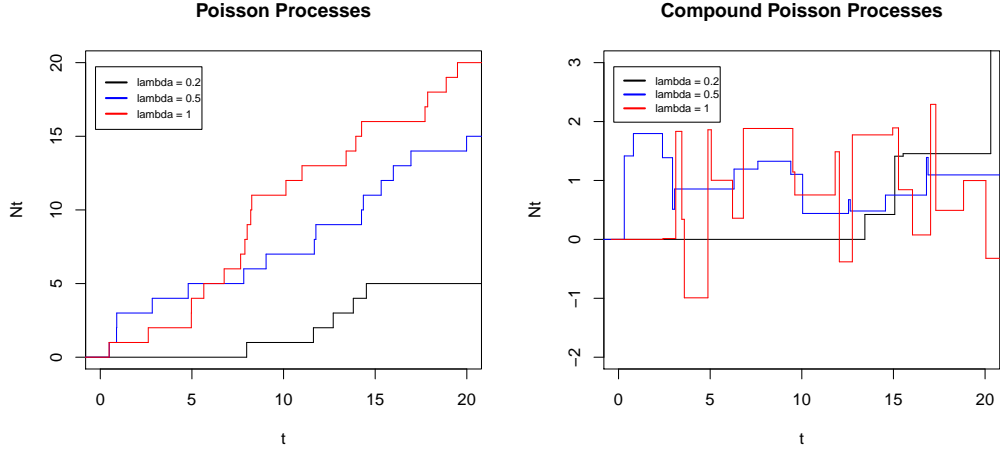 Poisson Processes
Nt
20
15
10
5
0
lambda = 0.2
lambda = 0.5
lambda = 1
0 5 10 15 20
t
Compound Poisson Processes
Nt
3
2
1
0
-1
-2
lambda = 0.2
lambda = 0.5
lambda = 1
0 5 10 15 20
t